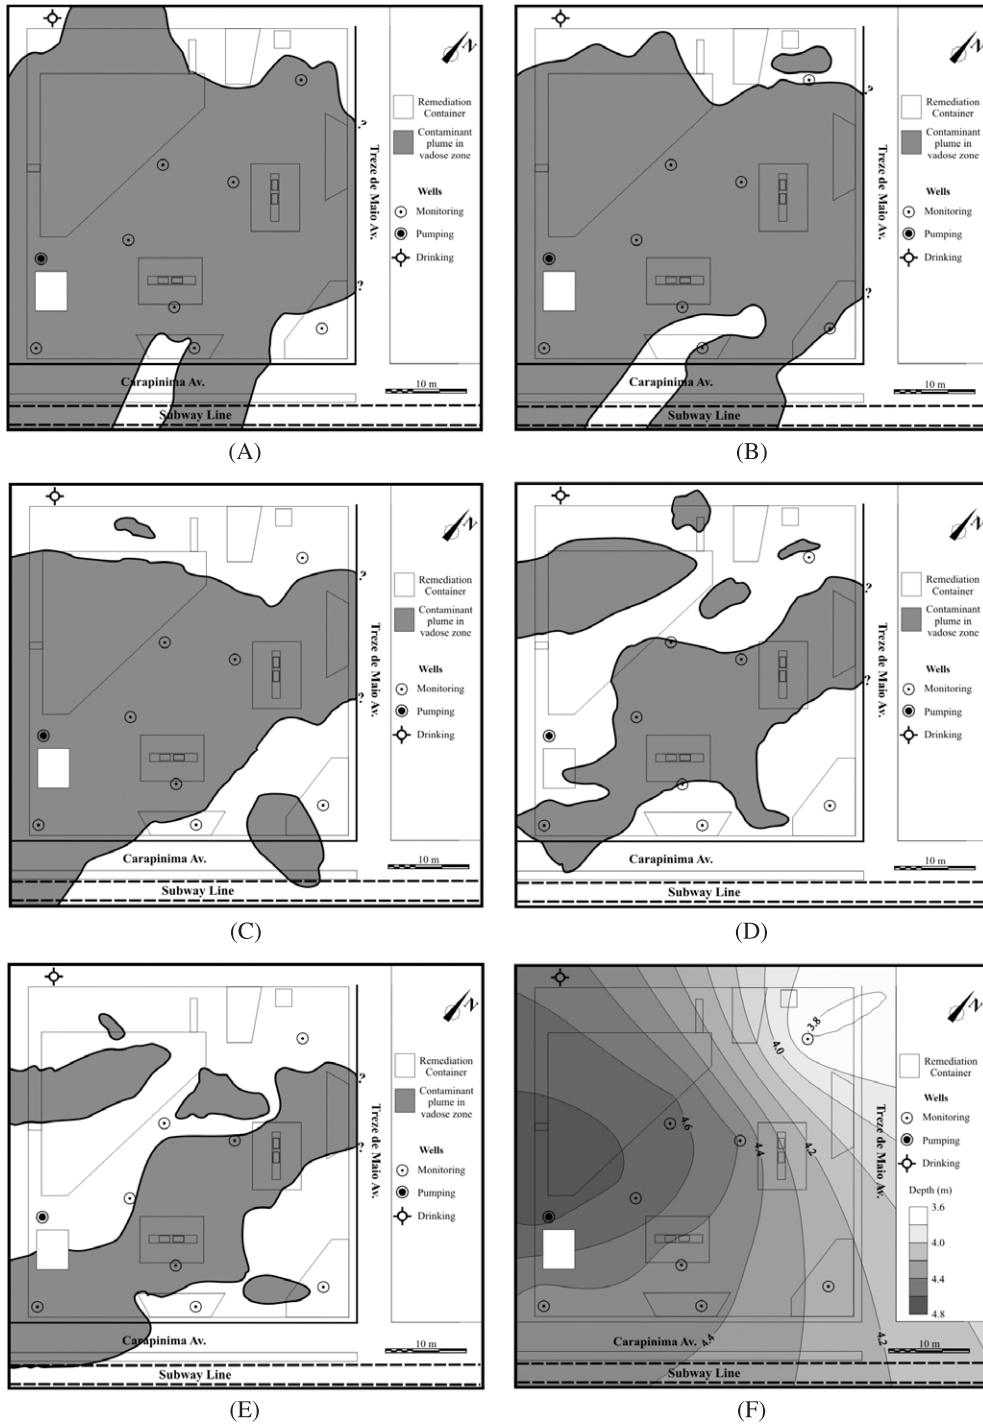 N
Remediation
Container
Contaminant
plume in
vadose zone
Wells
Monitoring
Pumping
Drinking
?
?
Treze de Maio Av.
Carapinima Av.
10 m
Subway Line
(A)
N
Remediation
Container
Contaminant
plume in
vadose zone
Wells
Monitoring
Pumping
Drinking
?
?
Treze de Maio Av.
Carapinima Av.
10 m
Subway Line
(B)
N
Remediation
Container
Contaminant
plume in
vadose zone
Wells
Monitoring
Pumping
Drinking
?
?
Treze de Maio Av.
Carapinima Av.
10 m
Subway Line
(C)
N
Remediation
Container
Contaminant
plume in
vadose zone
Wells
Monitoring
Pumping
Drinking
?
?
Treze de Maio Av.
Carapinima Av.
10 m
Subway Line
(D)
N
Remediation
Container
Contaminant
plume in
vadose zone
Wells
Monitoring
Pumping
Drinking
?
?
Treze de Maio Av.
Carapinima Av.
10 m
Subway Line
(E)
N
3.8
4.0
Remediation
Container
Wells
Monitoring
Pumping
Drinking
Treze de Maio Av.
4.6
4.4
4.2
Depth (m)
3.6
4.0
4.4
4.8
Carapinima Av.
4.4
4.2
10 m
Subway Line
(F)